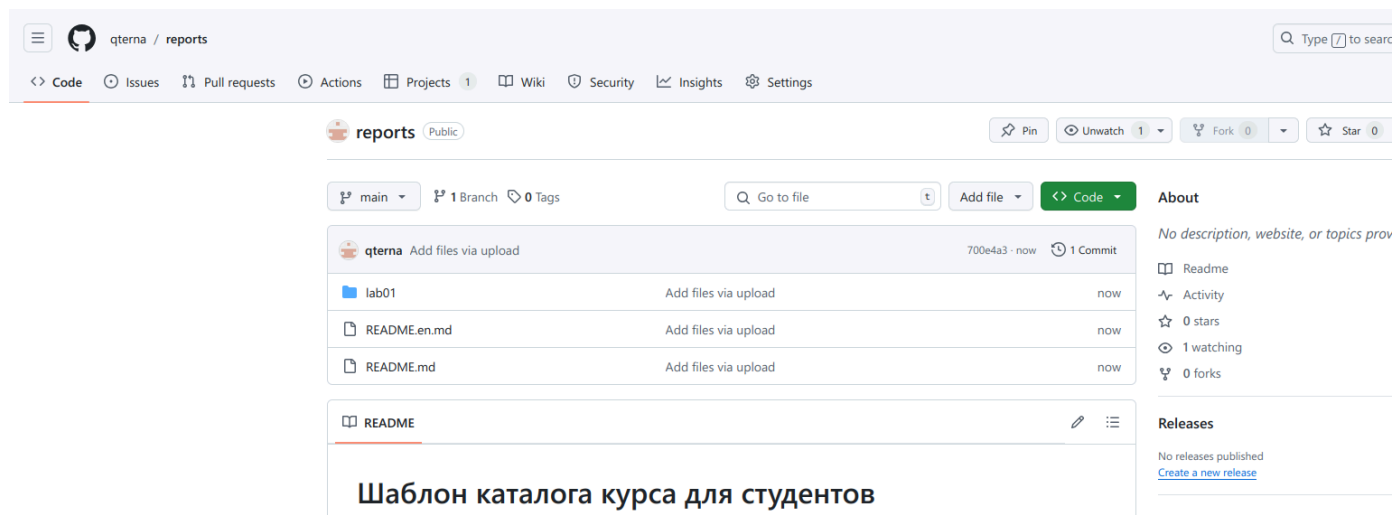 qterna / reports
Type / to searc
Code Issues Pull requests Actions Projects 1 Wiki Security Insights Settings
reports Public
Pin Unwatch 1 Fork 0 Star 0
main 1 Branch 0 Tags Go to file t Add file Code
About
qterna Add files via upload 700e4a3 · now 1 Commit
No description, website, or topics prov
lab01 Add files via upload now
README.en.md Add files via upload now
README.md Add files via upload now
Readme
Activity
0 stars
1 watching
0 forks
README
Releases
No releases published
Create a new release
Шаблон каталога курса для студентов